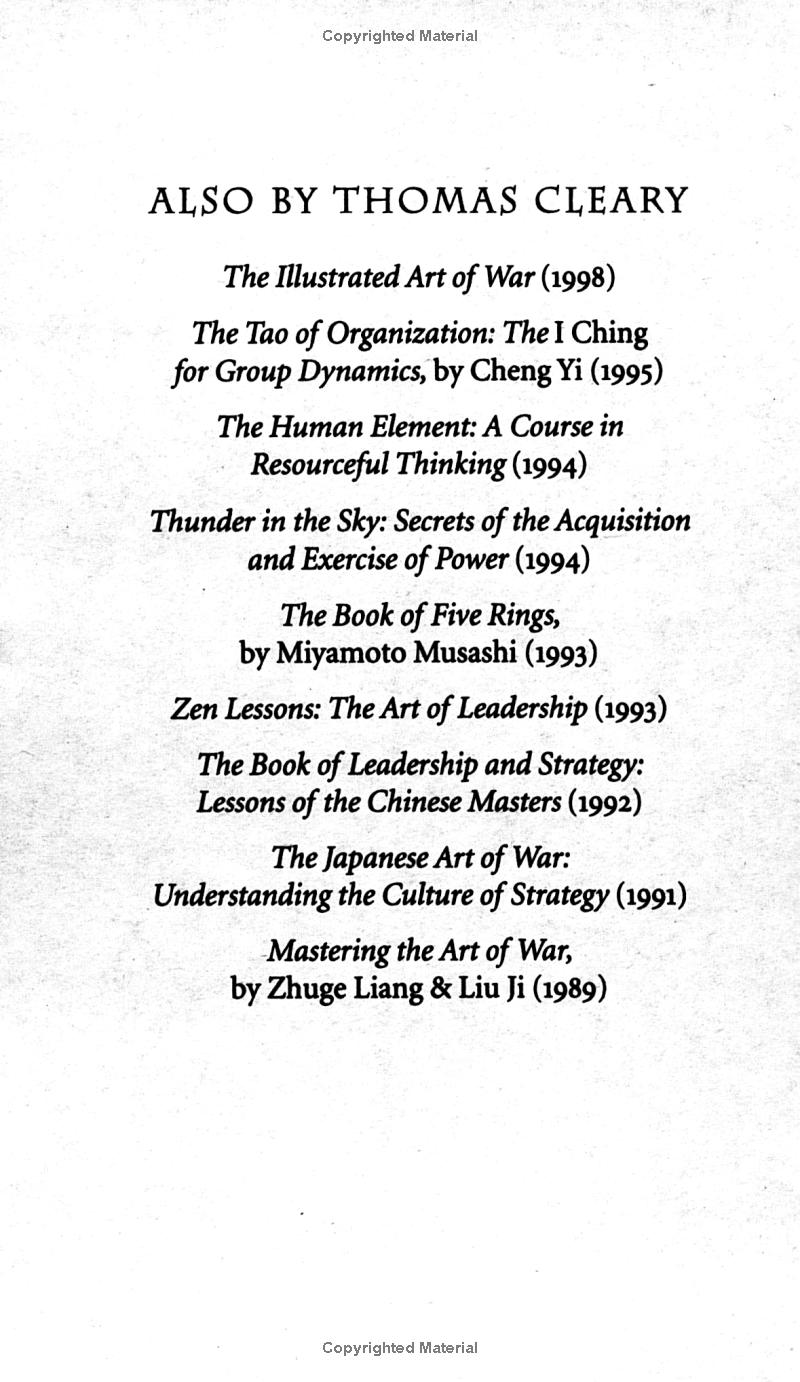 Copyrighted Material
ALSO BY THOMAS CLEARY
The Illustrated Art of War (1998)
The Tao of Organization: The I Ching
for Group Dynamics, by Cheng Yi (1995)
The Human Element: A Course in
Resourceful Thinking (1994)
Thunder in the Sky: Secrets of the Acquisition
and Exercise of Power (1994)
The Book of Five Rings,
by Miyamoto Musashi (1993)
Zen Lessons: The Art of Leadership (1993)
The Book of Leadership and Strategy:
Lessons of the Chinese Masters (1992)
The Japanese Art of War:
Understanding the Culture of Strategy (1991)
Mastering the Art of War,
by Zhuge Liang & Liu Ji (1989)
Copyrighted Material